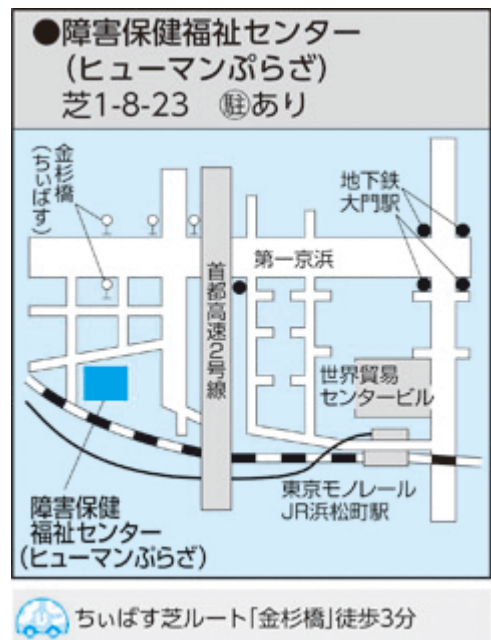 ●障害保健福祉センター
(ヒューマンぷらざ)
芝1-8-23 ㊟あり
金杉橋
(ちぃばす)
地下鉄
大門駅
第一京浜
首都高速2号線
世界貿易
センタービル
東京モノレール
JR浜松町駅
障害保健
福祉センター
(ヒューマンぷらざ)
ちぃばす芝ルート「金杉橋」徒歩3分